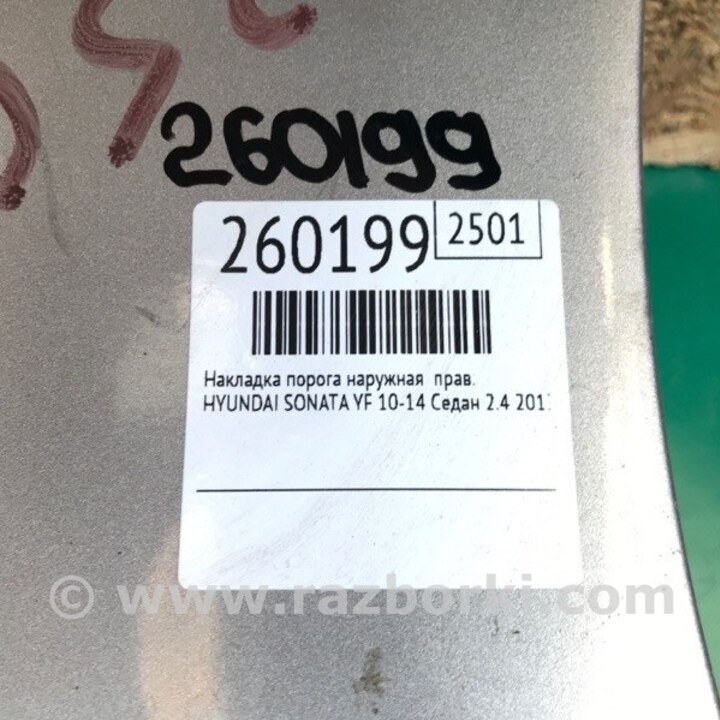 260199
260199
2501
Накладка порога наружная прав.
HYUNDAI SONATA YF 10-14 Седан 2.4
© www.razborki.com